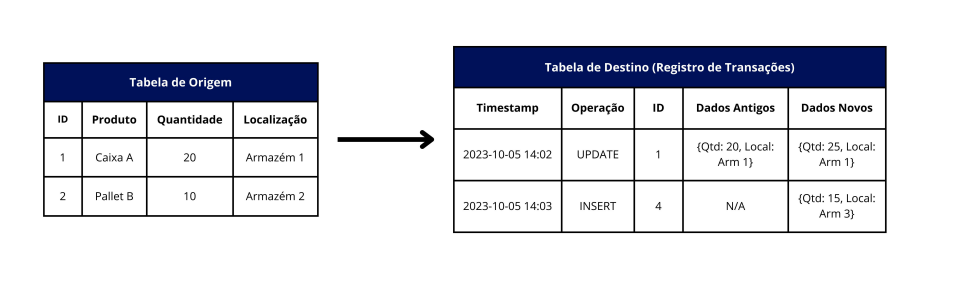 Tabela de Origem
ID Produto Quantidade Localização
1 Caixa A 20 Armazém 1
2 Pallet B 10 Armazém 2
Tabela de Destino (Registro de Transações)
Timestamp Operação ID Dados Antigos Dados Novos
2023-10-05 14:02 UPDATE 1 {Qtd: 20, Local: Arm 1} {Qtd: 25, Local: Arm 1}
2023-10-05 14:03 INSERT 4 N/A {Qtd: 15, Local: Arm 3}